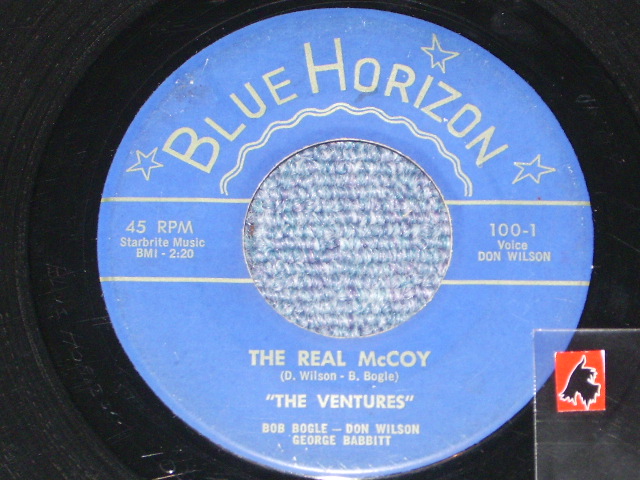 BLUE HORIZON
45 RPM
Starbrite Music
BMI - 2:20
100-1
Voice
DON WILSON
THE REAL McCOY
(D. Wilson - B. Bogle)
"THE VENTURES"
BOB BOGLE — DON WILSON
GEORGE BABBITT